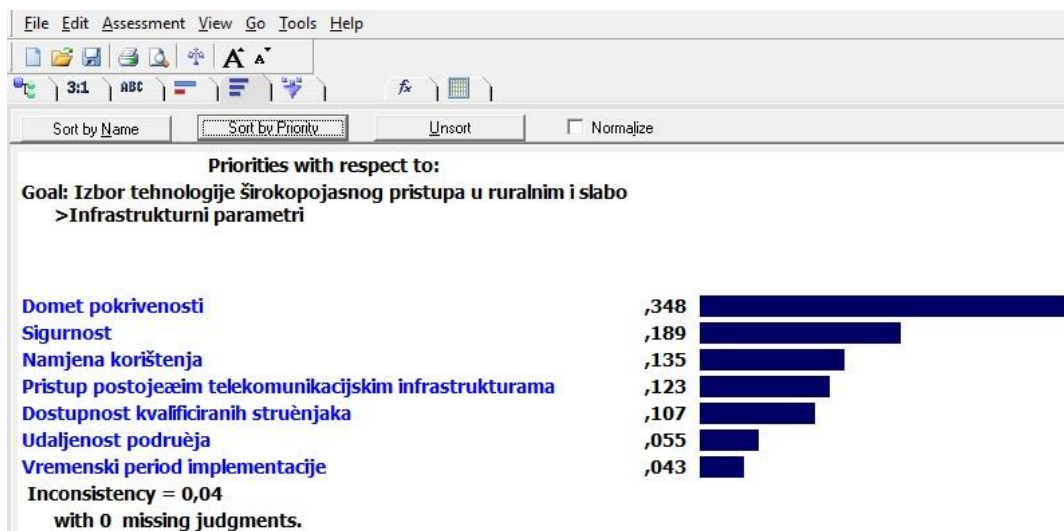 File Edit Assessment View Go Tools Help
3:1 ABC fx
Sort by Name Sort by Priority Unsort Normalize
Priorities with respect to:
Goal: Izbor tehnologije širokopojasnog pristupa u ruralnim i slabo
>Infrastrukturni parametri
Domet pokrivenosti ,348
Sigurnost ,189
Namjena korištenja ,135
Pristup postojeæim telekomunikacijskim infrastrukturama ,123
Dostupnost kvalificiranih struènjaka ,107
Udaljenost podruèja ,055
Vremenski period implementacije ,043
Inconsistency = 0,04
with 0 missing judgments.